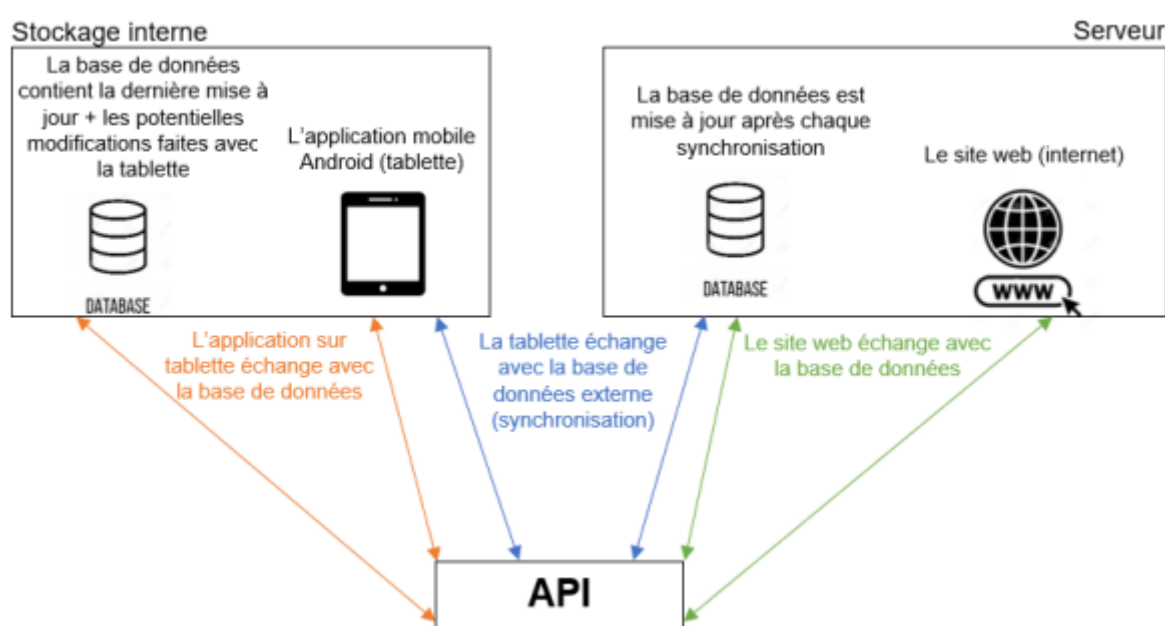 Stockage interne
La base de données
contient la dernière mise à
jour + les potentielles
modifications faites avec
la tablette
L'application mobile
Android (tablette)
DATABASE
Serveur
La base de données est
mise à jour après chaque
synchronisation
Le site web (internet)
DATABASE
www
L'application sur
tablette échange avec
la base de données
La tablette échange
avec la base de
données externe
(synchronisation)
Le site web échange avec
la base de données
API